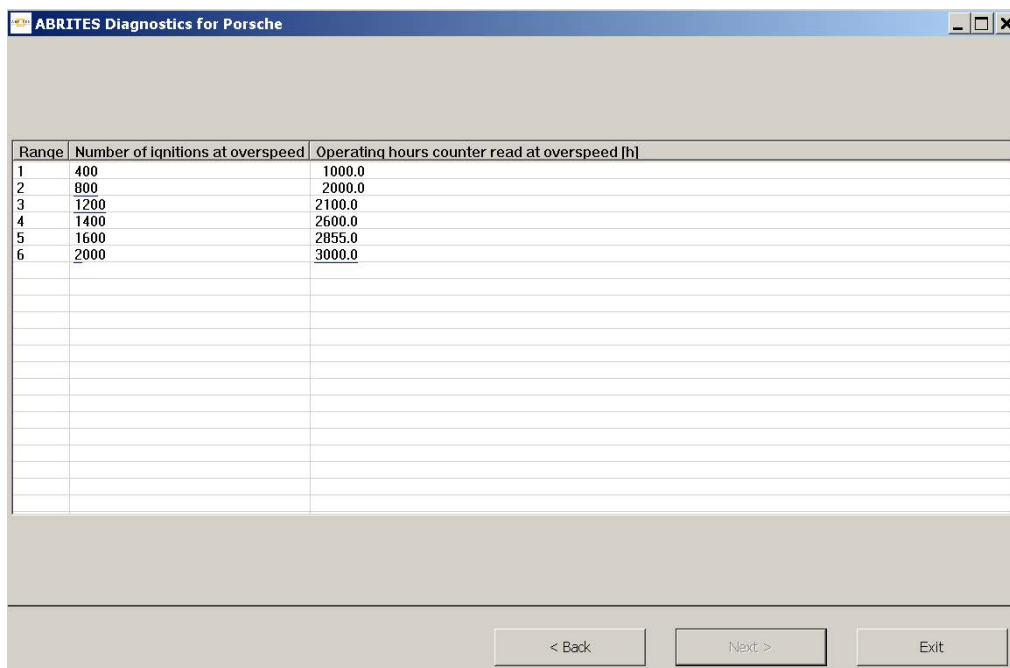 ABRITES Diagnostics for Porsche
Range Number of ignitions at overspeed Operating hours counter read at overspeed [h]
1 400 1000.0
2 800 2000.0
3 1200 2100.0
4 1400 2600.0
5 1600 2855.0
6 2000 3000.0
< Back Next > Exit